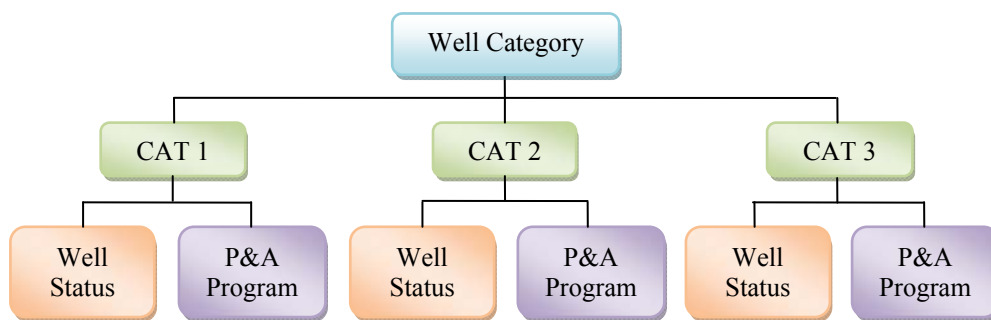 Well Category
CAT 1
CAT 2
CAT 3
Well
Status
P&A
Program
Well
Status
P&A
Program
Well
Status
P&A
Program